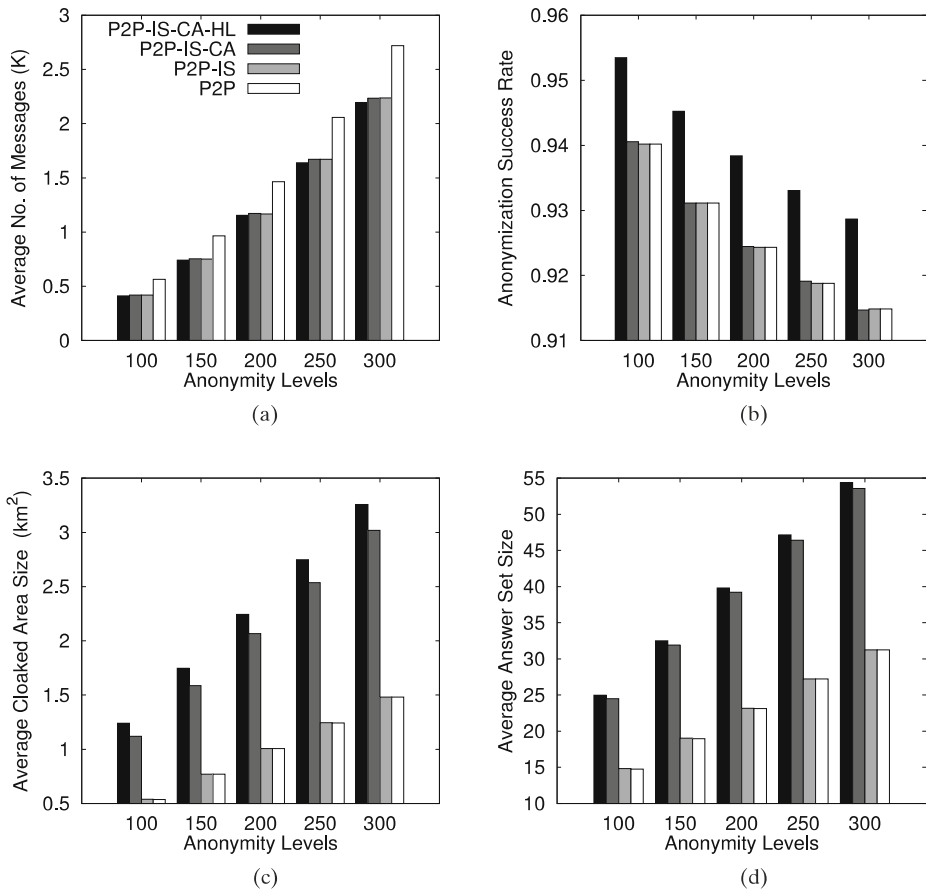 Average No. of Messages (K)
3
2.5
2
1.5
1
0.5
0
P2P-IS-CA-HL
P2P-IS-CA
P2P-IS
P2P
100 150 200 250 300
Anonymity Levels
(a)
Anonymization Success Rate
0.96
0.95
0.94
0.93
0.92
0.91
100 150 200 250 300
Anonymity Levels
(b)
Average Cloaked Area Size (km²)
3.5
3
2.5
2
1.5
1
0.5
100 150 200 250 300
Anonymity Levels
(c)
Average Answer Set Size
55
50
45
40
35
30
25
20
15
10
100 150 200 250 300
Anonymity Levels
(d)